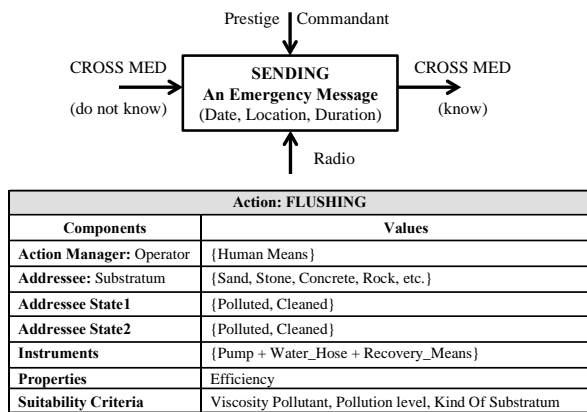 Prestige Commandant
CROSS MED
(do not know)
SENDING
An Emergency Message
(Date, Location, Duration)
CROSS MED
(know)
Radio
Action: FLUSHING
Components Values
Action Manager: Operator {Human Means}
Addressee: Substratum {Sand, Stone, Concrete, Rock, etc.}
Addressee State1 {Polluted, Cleaned}
Addressee State2 {Polluted, Cleaned}
Instruments {Pump + Water_Hose + Recovery_Means}
Properties Efficiency
Suitability Criteria Viscosity Pollutant, Pollution level, Kind Of Substratum